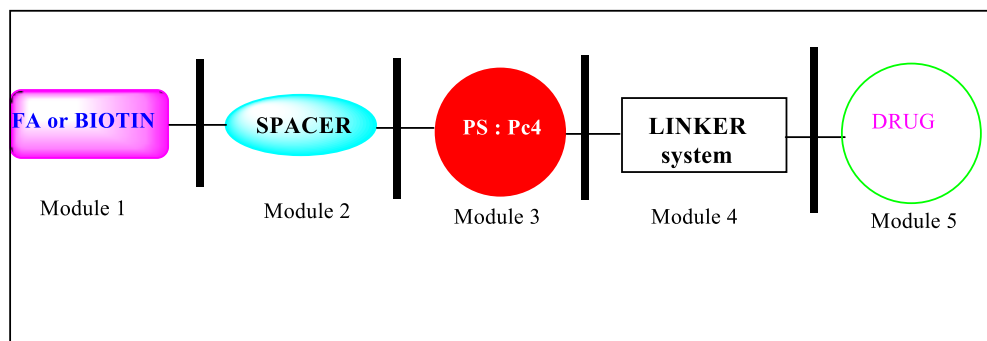 FA or BIOTIN
SPACER
PS : Pc4
LINKER
system
DRUG
Module 1
Module 2
Module 3
Module 4
Module 5